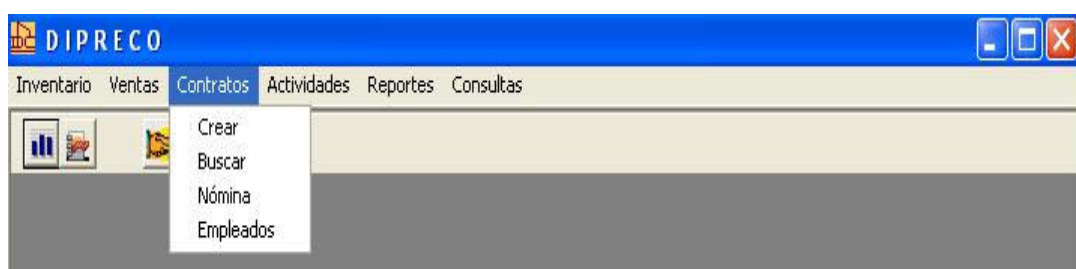 DIPRECO
Inventario Ventas Contratos Actividades Reportes Consultas
Crear
Buscar
Nómina
Empleados